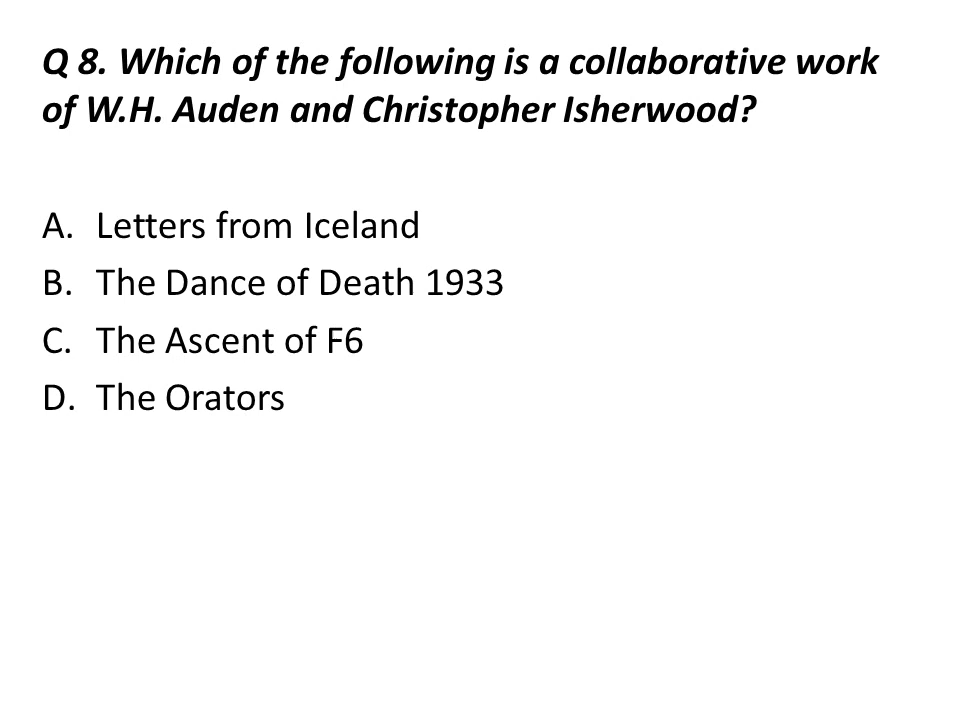 Q 8. Which of the following is a collaborative work
of W.H. Auden and Christopher Isherwood?
A. Letters from Iceland
B. The Dance of Death 1933
C. The Ascent of F6
D. The Orators